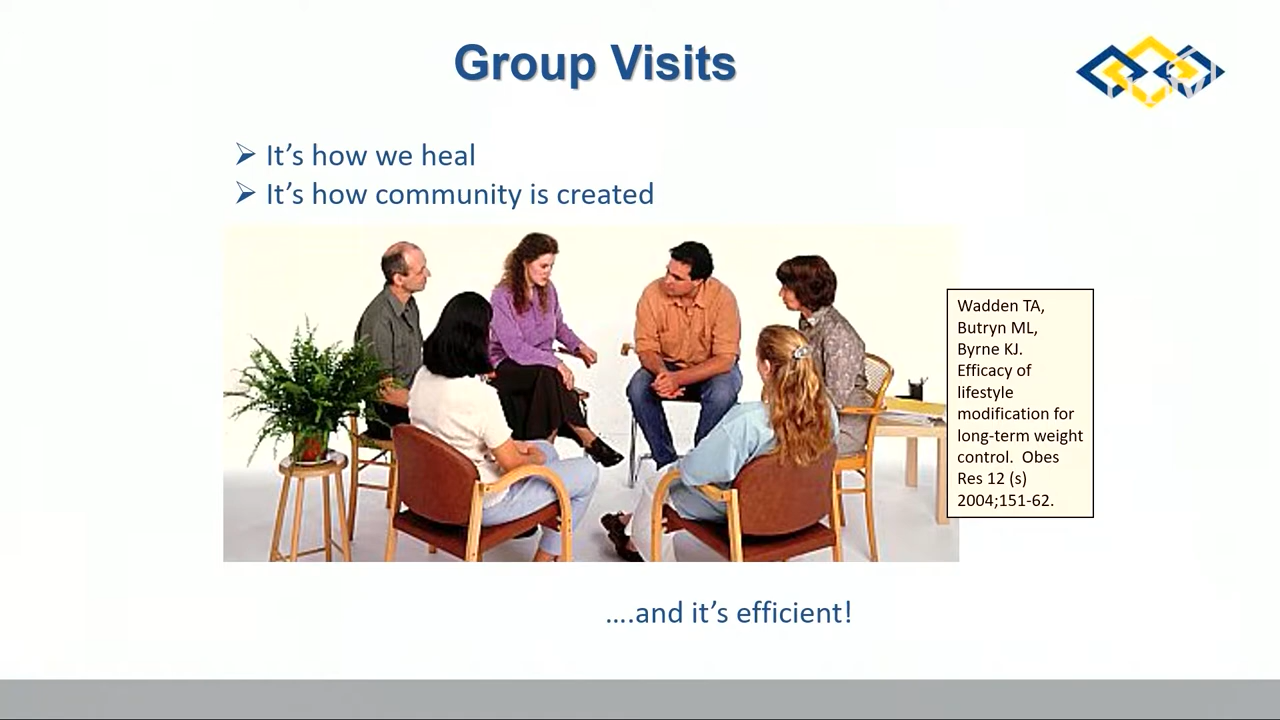 Group Visits
➢ It’s how we heal
➢ It’s how community is created
Wadden TA,
Butryn ML,
Byrne KJ.
Efficacy of
lifestyle
modification for
long-term weight
control.  Obes
Res 12 (s)
2004;151-62.
….and it’s efficient!